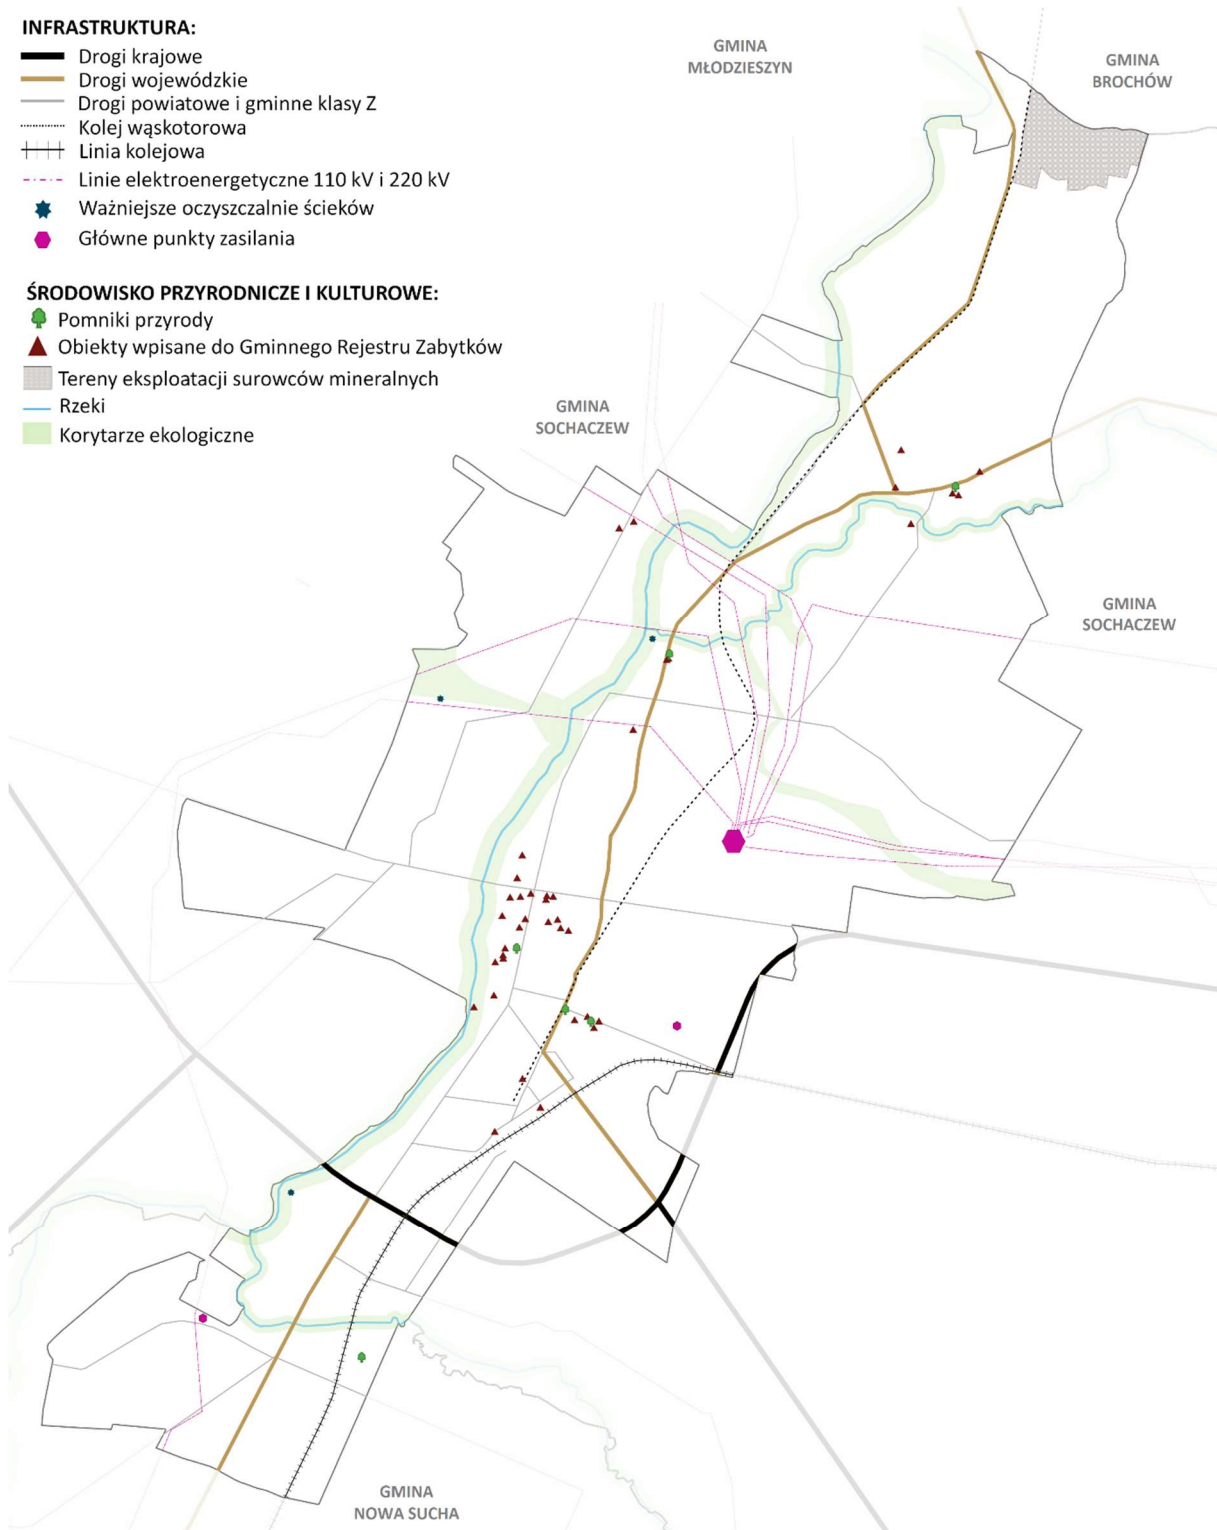 INFRASTRUKTURA:
Drogi krajowe
Drogi wojewódzkie
Drogi powiatowe i gminne klasy Z
Kolej wąskotorowa
Linia kolejowa
Linie elektroenergetyczne 110 kV i 220 kV
Ważniejsze oczyszczalnie ścieków
Główne punkty zasilania
ŚRODOWISKO PRZYRODNICZE I KULTUROWE:
Pomniki przyrody
Obiekty wpisane do Gminnego Rejestru Zabytków
Tereny eksploatacji surowców mineralnych
Rzeki
Korytarze ekologiczne
GMINA
MŁODZIESZYN
GMINA
BROCHÓW
GMINA
SOCHACZEW
GMINA
SOCHACZEW
GMINA
NOWA SUCHA